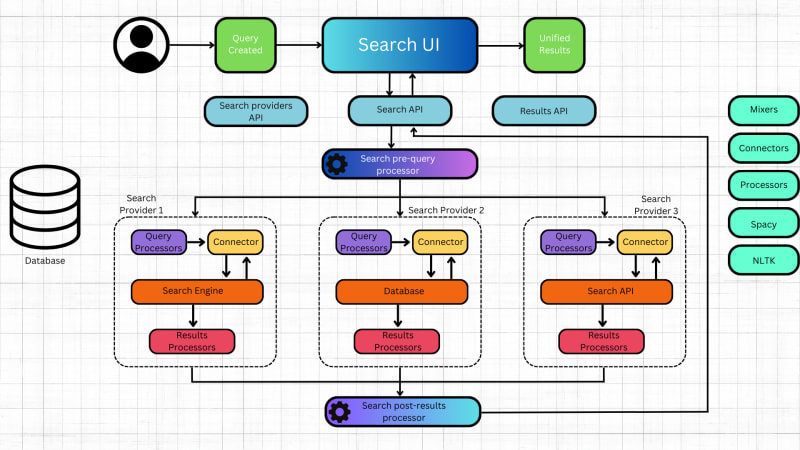 Query
Created
Search UI
Unified
Results
Search providers
API
Search API
Results API
Mixers
Connectors
Processors
Spacy
NLTK
Search pre-query
processor
Database
Search
Provider 1
Search Provider 2
Search
Provider 3
Query
Processors
Connector
Search Engine
Results
Processors
Query
Processors
Connector
Database
Results
Processors
Query
Processors
Connector
Search API
Results
Processors
Search post-results
processor